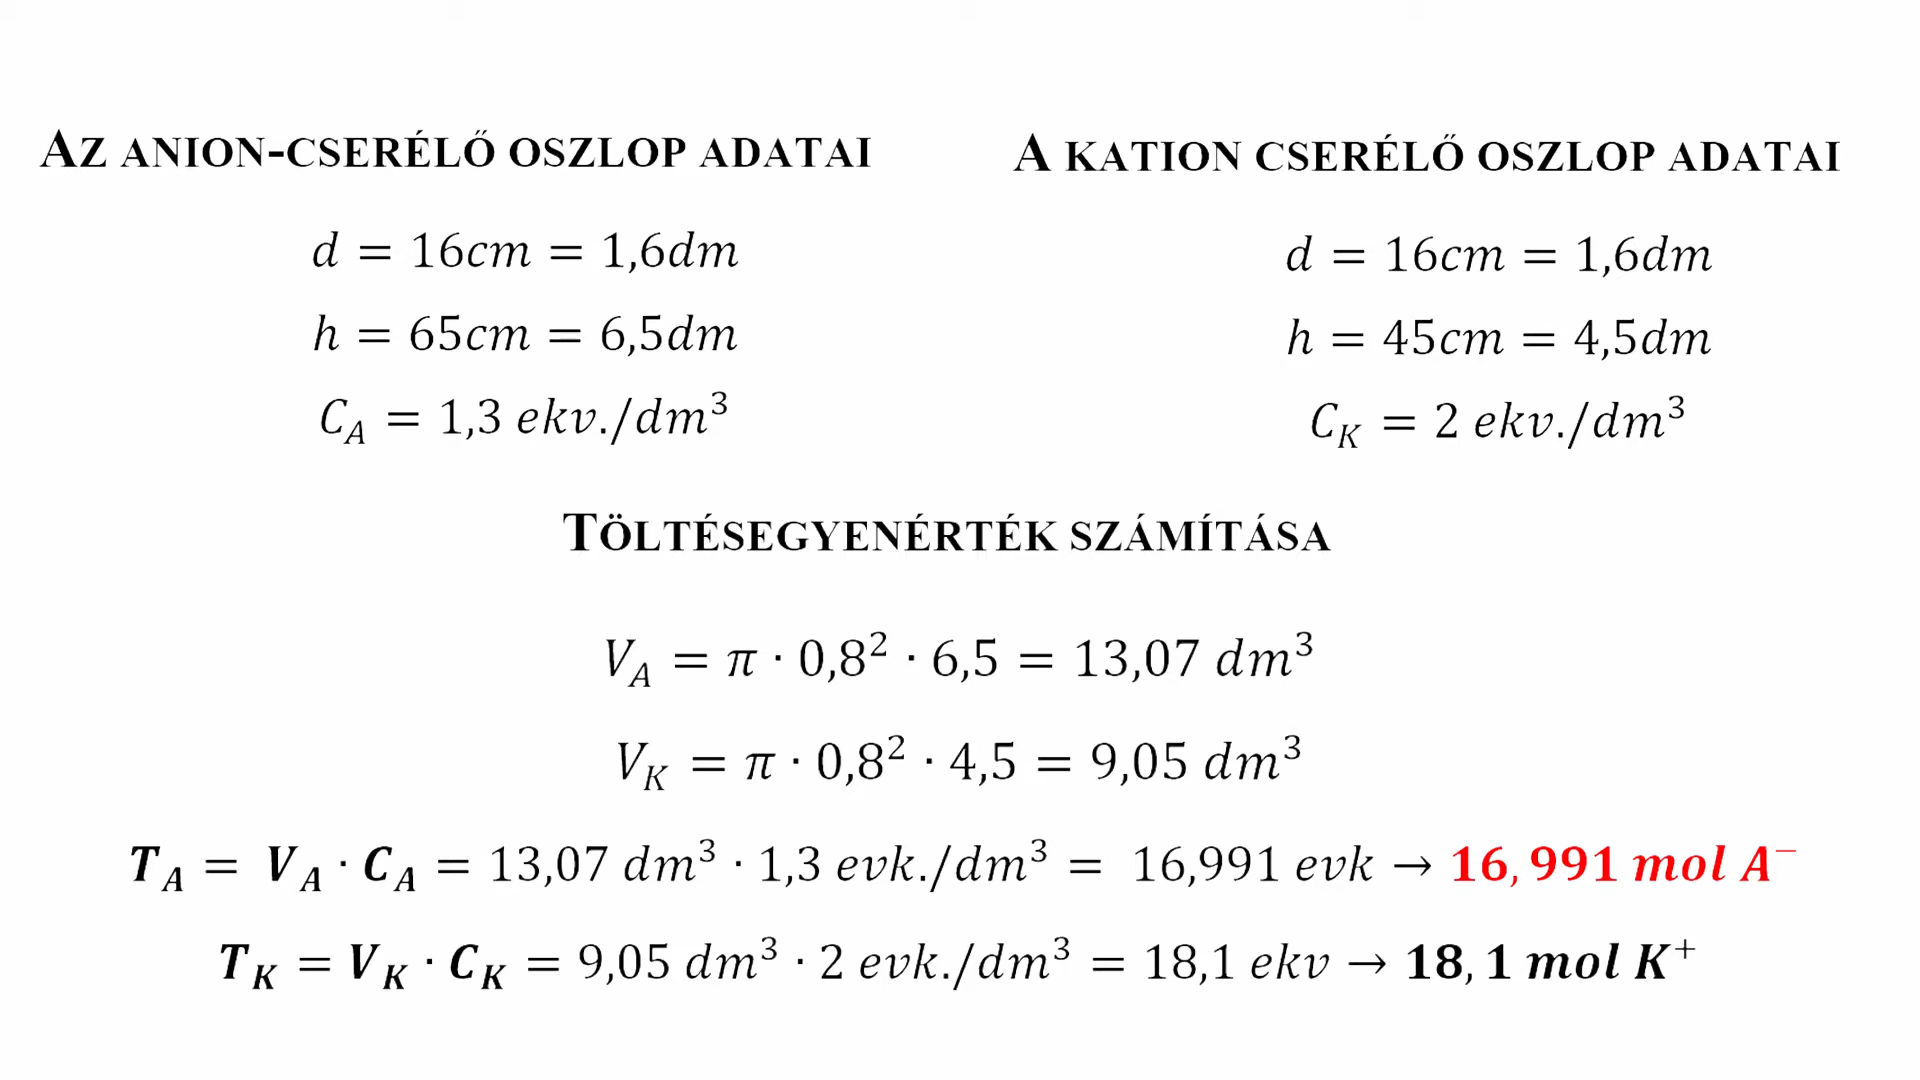 AZ ANION-CSERÉLŐ OSZLOP ADATAI
d = 16cm = 1,6dm
h = 65cm = 6,5dm
C_A = 1,3 ekv./dm³
A KATION CSERÉLŐ OSZLOP ADATAI
d = 16cm = 1,6dm
h = 45cm = 4,5dm
C_K = 2 ekv./dm³
TÖLTÉSEGYENÉRTÉK SZÁMÍTÁSA
V_A = π · 0,8² · 6,5 = 13,07 dm³
V_K = π · 0,8² · 4,5 = 9,05 dm³
T_A = V_A · C_A = 13,07 dm³ · 1,3 evk./dm³ = 16,991 evk → 16,991 mol A⁻
T_K = V_K · C_K = 9,05 dm³ · 2 evk./dm³ = 18,1 ekv → 18,1 mol K⁺